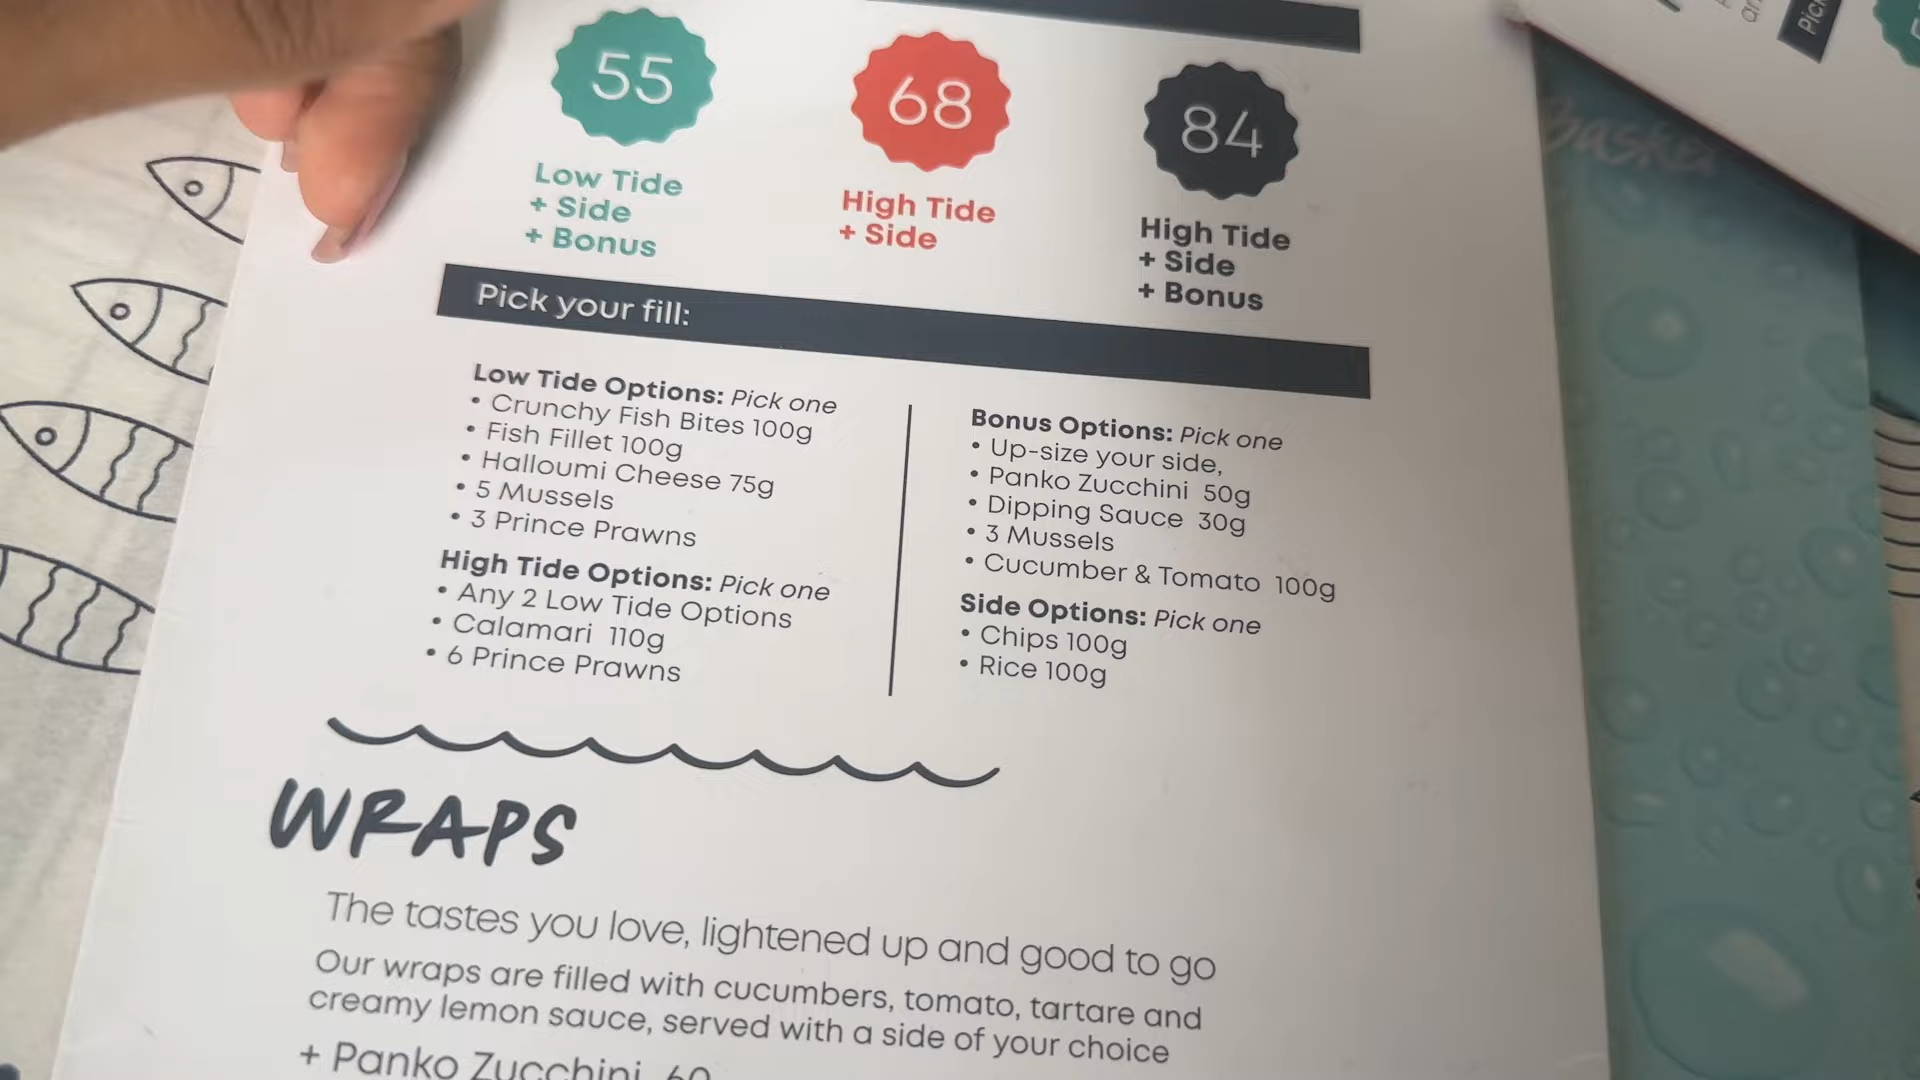 55
Low Tide
+ Side
+ Bonus
68
High Tide
+ Side
84
High Tide
+ Side
+ Bonus
Pick your fill:
Low Tide Options: Pick one
• Crunchy Fish Bites 100g
• Fish Fillet 100g
• Halloumi Cheese 75g
• 5 Mussels
• 3 Prince Prawns
High Tide Options: Pick one
• Any 2 Low Tide Options
• Calamari 110g
• 6 Prince Prawns
Bonus Options: Pick one
• Up-size your side,
• Panko Zucchini 50g
• Dipping Sauce 30g
• 3 Mussels
• Cucumber & Tomato 100g
Side Options: Pick one
• Chips 100g
• Rice 100g
WRAPS
The tastes you love, lightened up and good to go
Our wraps are filled with cucumbers, tomato, tartare and
creamy lemon sauce, served with a side of your choice
+ Panko Zucchini 60
Basket